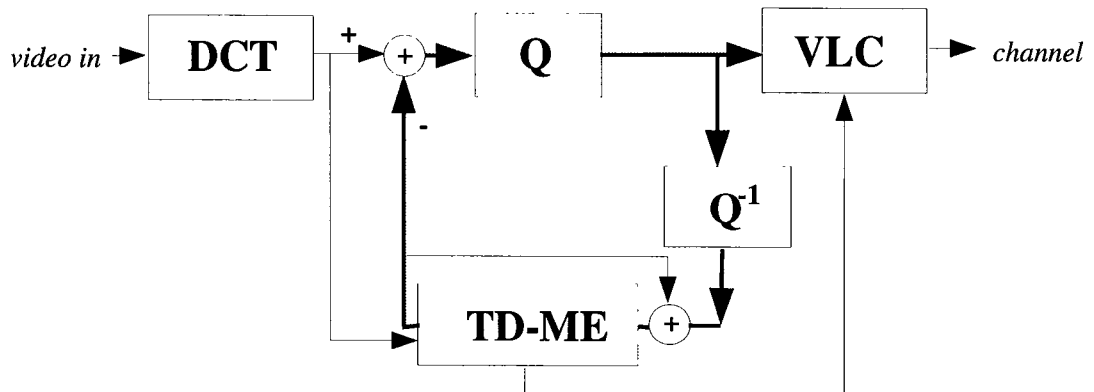 video in
DCT
+
+
Q
VLC
channel
-
Q-1
TD-ME
+